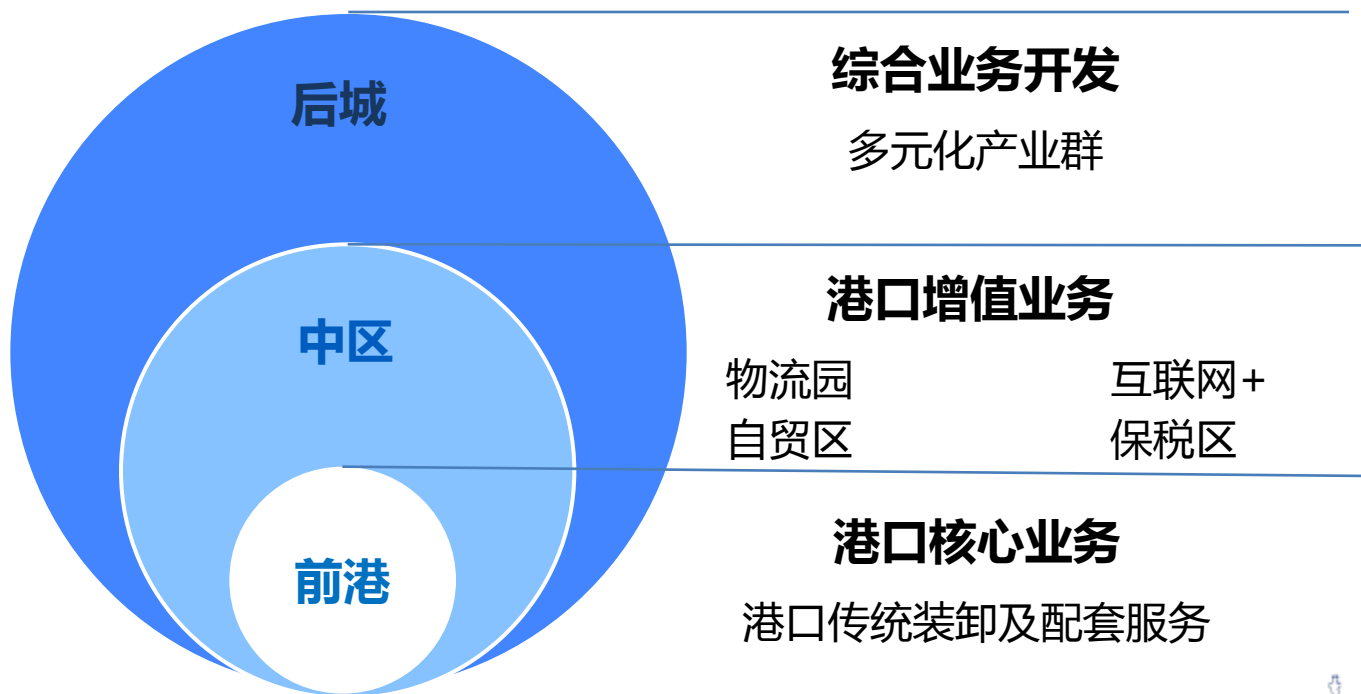 后城
综合业务开发
多元化产业群
中区
港口增值业务
物流园 互联网+
自贸区 保税区
前港
港口核心业务
港口传统装卸及配套服务